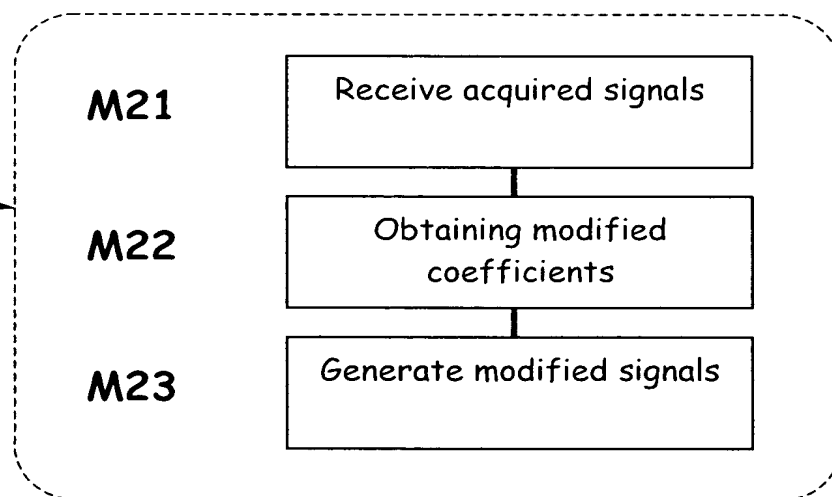 M21
Receive acquired signals
M22
Obtaining modified
coefficients
M23
Generate modified signals